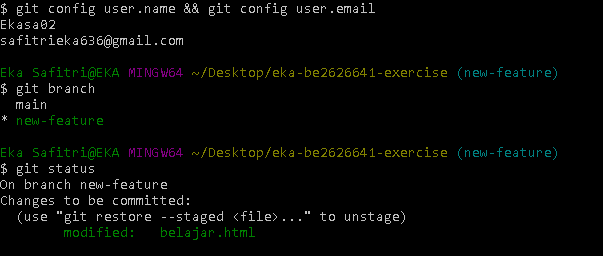 $ git config user.name && git config user.email
Ekasa02
safitrieka636@gmail.com
Eka Safitri@EKA MINGW64 ~/Desktop/eka-be2626641-exercise (new-feature)
$ git branch
  main
* new-feature
Eka Safitri@EKA MINGW64 ~/Desktop/eka-be2626641-exercise (new-feature)
$ git status
On branch new-feature
Changes to be committed:
  (use "git restore --staged <file>..." to unstage)
        modified:   belajar.html